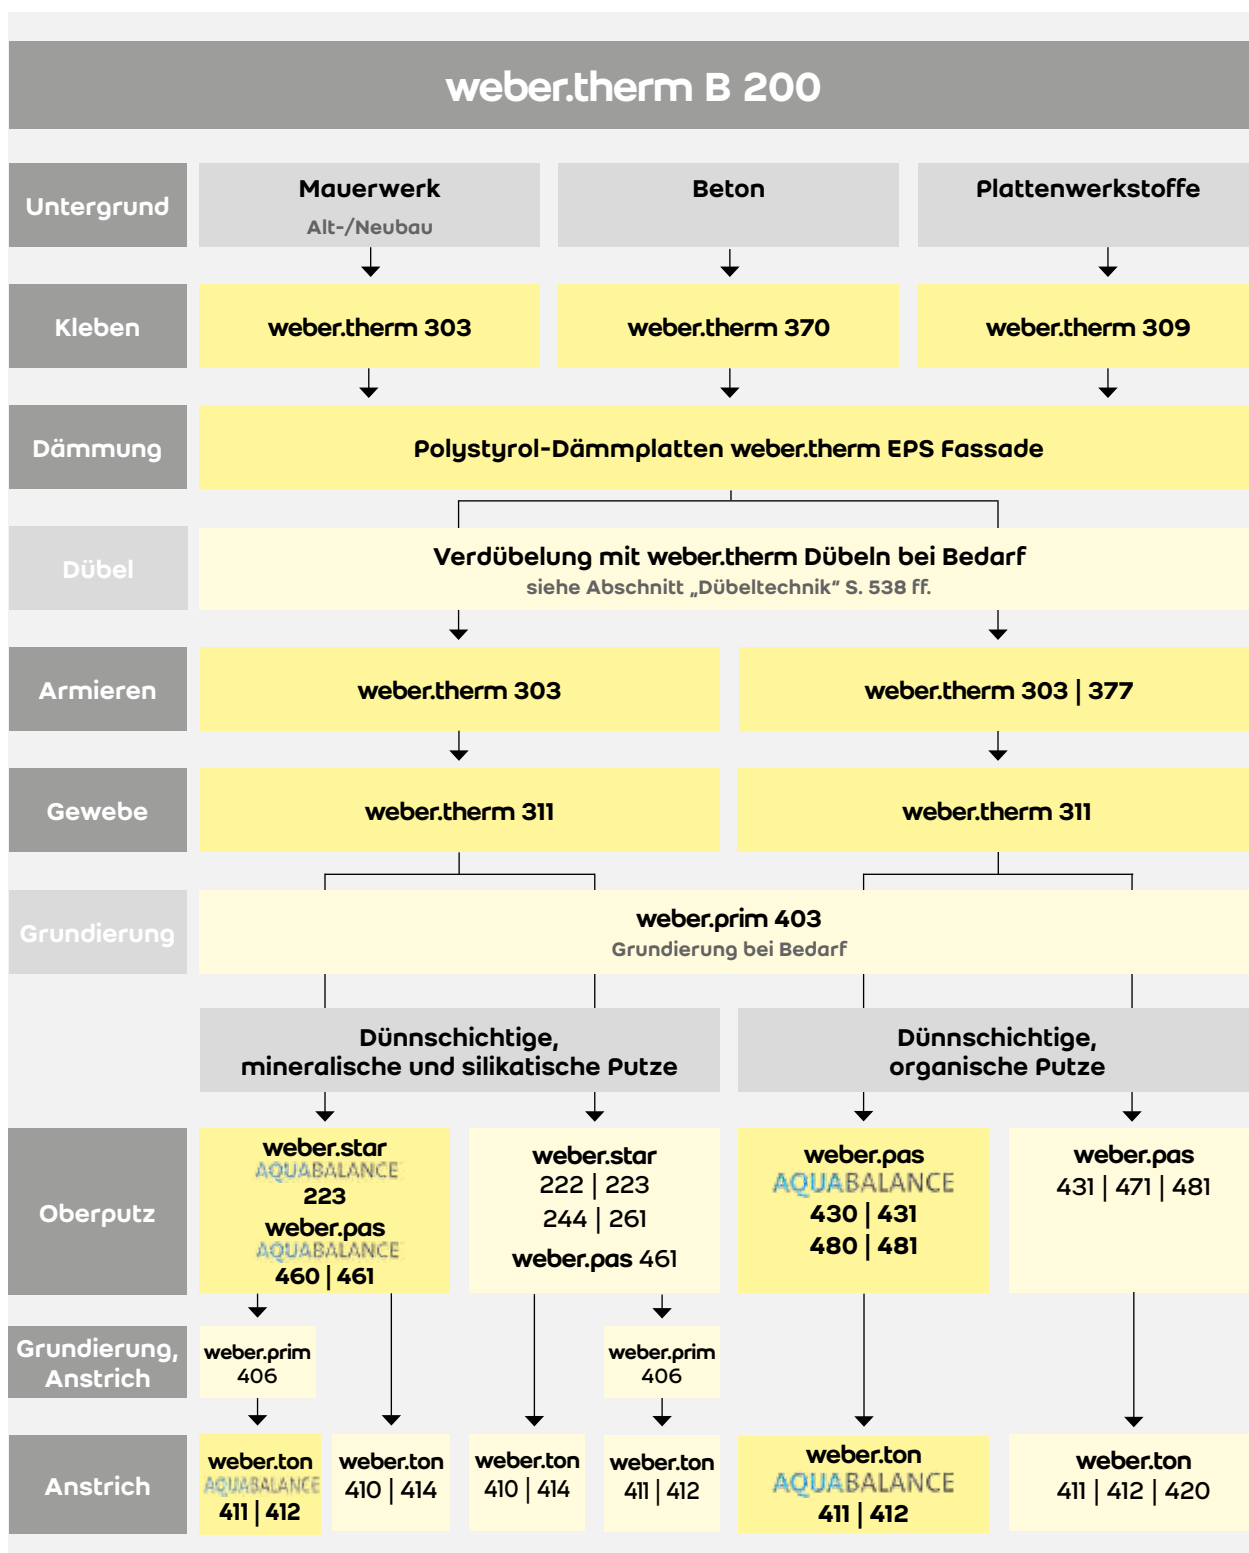 weber.therm B 200
Untergrund
Mauerwerk
Alt-/Neubau
Beton
Plattenwerkstoffe
Kleben
weber.therm 303
weber.therm 370
weber.therm 309
Dämmung
Polystyrol-Dämmplatten weber.therm EPS Fassade
Dübel
Verdübelung mit weber.therm Dübeln bei Bedarf
siehe Abschnitt „Dübeltechnik“ S. 538 ff.
Armieren
weber.therm 303
weber.therm 303 | 377
Gewebe
weber.therm 311
weber.therm 311
Grundierung
weber.prim 403
Grundierung bei Bedarf
Dünnschichtige,
mineralische und silikatische Putze
Dünnschichtige,
organische Putze
Oberputz
weber.star
AQUABALANCE
223
weber.pas
AQUABALANCE
460 | 461
weber.star
222 | 223
244 | 261
weber.pas 461
weber.pas
AQUABALANCE
430 | 431
480 | 481
weber.pas
431 | 471 | 481
Grundierung,
Anstrich
weber.prim
406
weber.prim
406
Anstrich
weber.ton
AQUABALANCE
411 | 412
weber.ton
410 | 414
weber.ton
410 | 414
weber.ton
411 | 412
weber.ton
AQUABALANCE
411 | 412
weber.ton
411 | 412 | 420